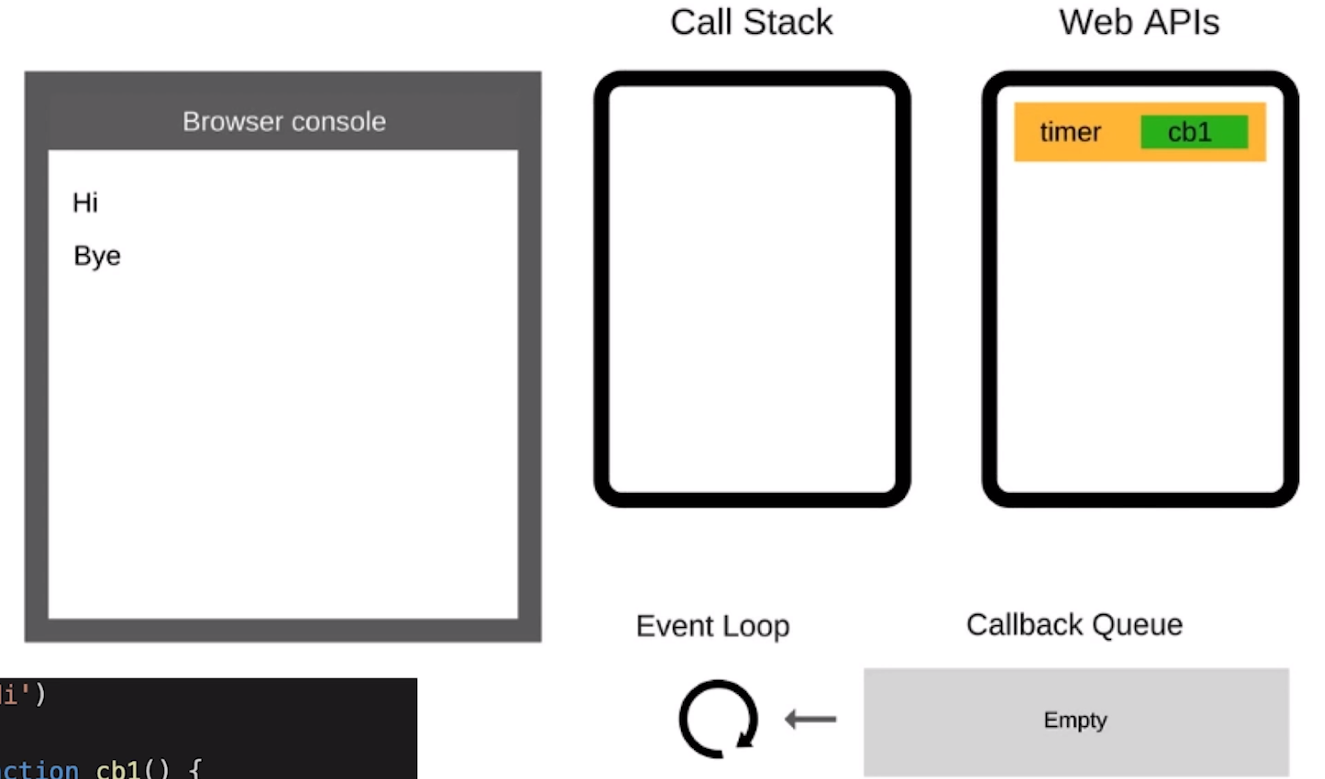 Call Stack
Web APIs
Browser console
timer
cb1
Hi
Bye
Event Loop
Callback Queue
Empty
i')
ction cb1() {